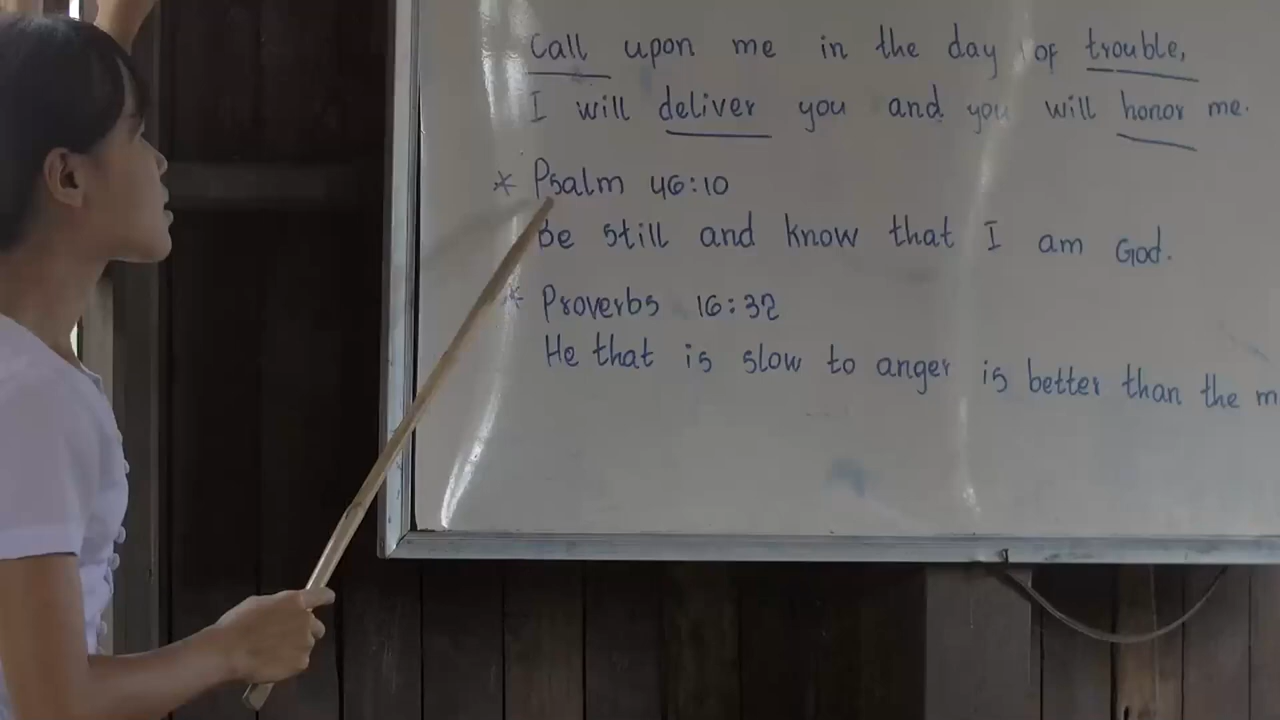 Call upon me in the day of trouble,
I will deliver you and you will honor me.
* Psalm 46:10
Be still and know that I am God.
* Proverbs 16:32
He that is slow to anger is better than the m